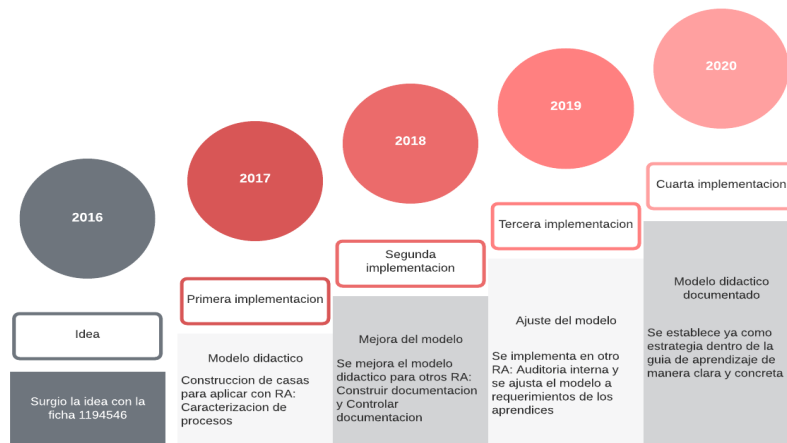 2016
Idea
Surgio la idea con la
ficha 1194546
2017
Primera implementacion
Modelo didactico
Construccion de casas
para aplicar con RA:
Caracterizacion de
procesos
2018
Segunda
implementacion
Mejora del modelo
Se mejora el modelo
didactico para otros RA:
Construir documentacion
y Controlar
documentacion
2019
Tercera implementacion
Ajuste del modelo
Se implementa en otro
RA: Auditoria interna y
se ajusta el modelo a
requerimientos de los
aprendices
2020
Cuarta implementacion
Modelo didactico
documentado
Se establece ya como
estrategia dentro de la
guia de aprendizaje de
manera clara y concreta